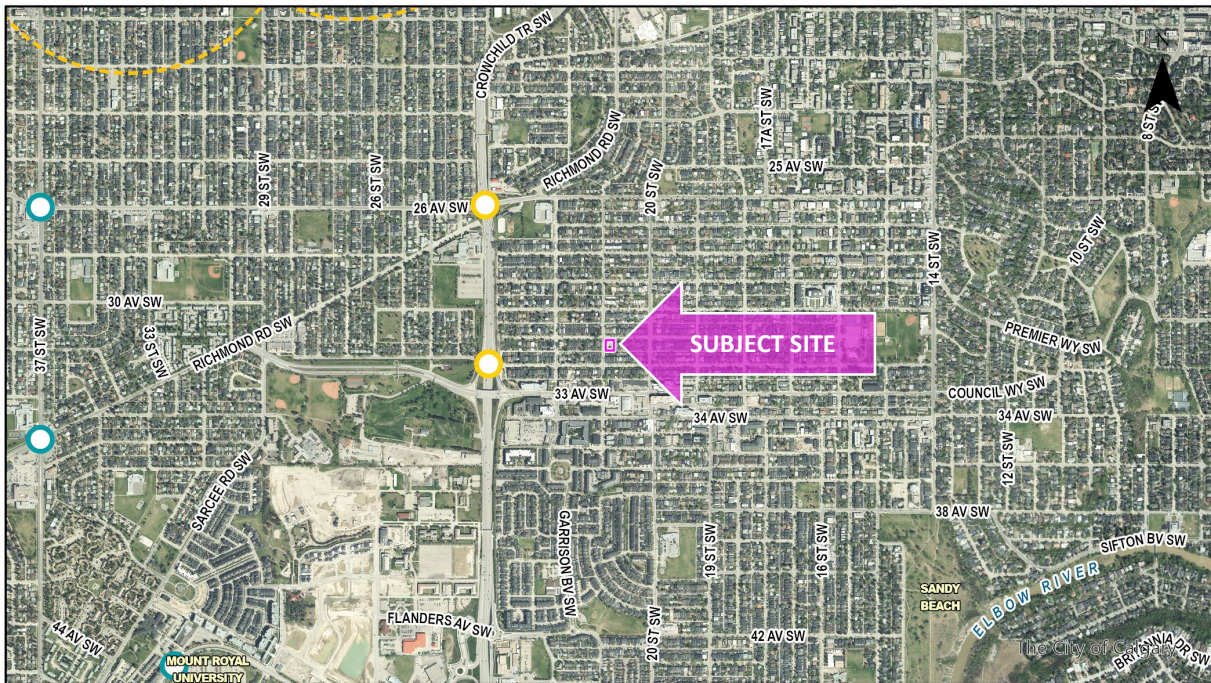 CROWCHILD TR SW
N
8 ST S
17A ST SW
RICHMOND RD SW
25 AV SW
29 ST SW
26 ST SW
20 ST SW
26 AV SW
10 ST SW
14 ST SW
30 AV SW
33 ST SW
37 ST SW
RICHMOND RD SW
SUBJECT SITE
PREMIER WY SW
COUNCIL WY SW
33 AV SW
34 AV SW
34 AV SW
12 ST SW
SARCEE RD SW
GARRISON BV SW
38 AV SW
19 ST SW
16 ST SW
SIFTON BV SW
SANDY
BEACH
ELBOW RIVER
FLANDERS AV SW
20 ST SW
42 AV SW
44 AV SW
MOUNT ROYAL
UNIVERSITY
The City of Calgary
BRITANNIA DR SW